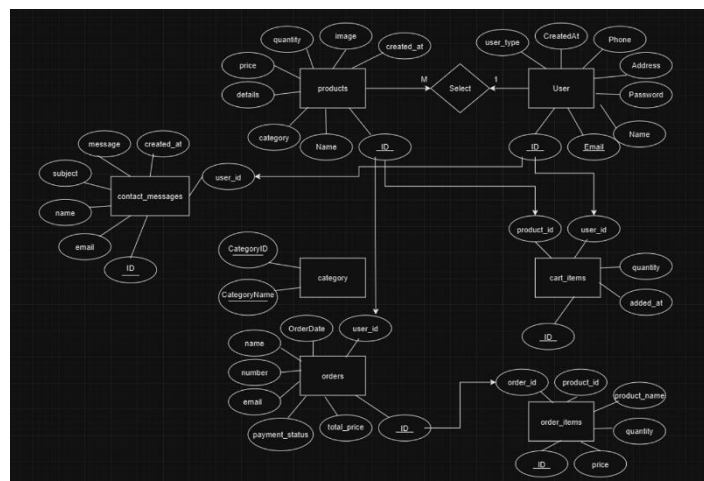 quantity
image
created_at
price
details
products
category
Name
ID
M
Select
1
user_type
CreatedAt
Phone
Address
Password
User
Name
ID
Email
message
created_at
subject
contact_messages
user_id
name
email
ID
product_id
user_id
quantity
cart_items
added_at
ID
CategoryID
category
CategoryName
OrderDate
user_id
name
number
orders
email
payment_status
total_price
ID
order_id
product_id
product_name
order_items
quantity
ID
price